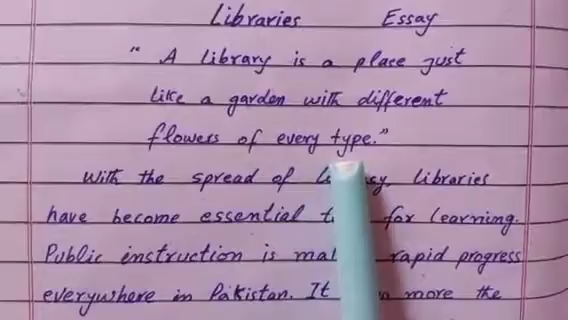 Libraries Essay
" A library is a place just
like a garden with different
flowers of every type."
With the spread of libraries
have become essential for learning.
Public instruction is rapid progress
everywhere in Pakistan. It more the